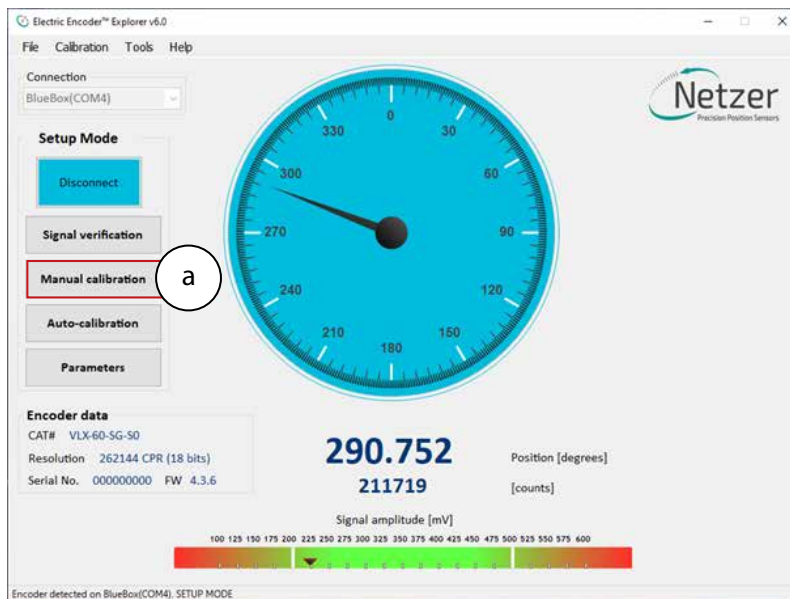 Electric Encoder™ Explorer v6.0
File Calibration Tools Help
Connection
BlueBox(COM4)
Netzer
Precision Position Sensors
Setup Mode
Disconnect
Signal verification
Manual calibration
a
Auto-calibration
Parameters
0
30
60
90
120
150
180
210
240
270
300
330
Encoder data
CAT# VLX-60-SG-S0
Resolution 262144 CPR (18 bits)
Serial No. 000000000 FW 4.3.6
290.752 Position [degrees]
211719 [counts]
Signal amplitude [mV]
100 125 150 175 200 225 250 275 300 325 350 375 400 425 450 475 500 525 550 575 600
Encoder detected on BlueBox(COM4). SETUP MODE